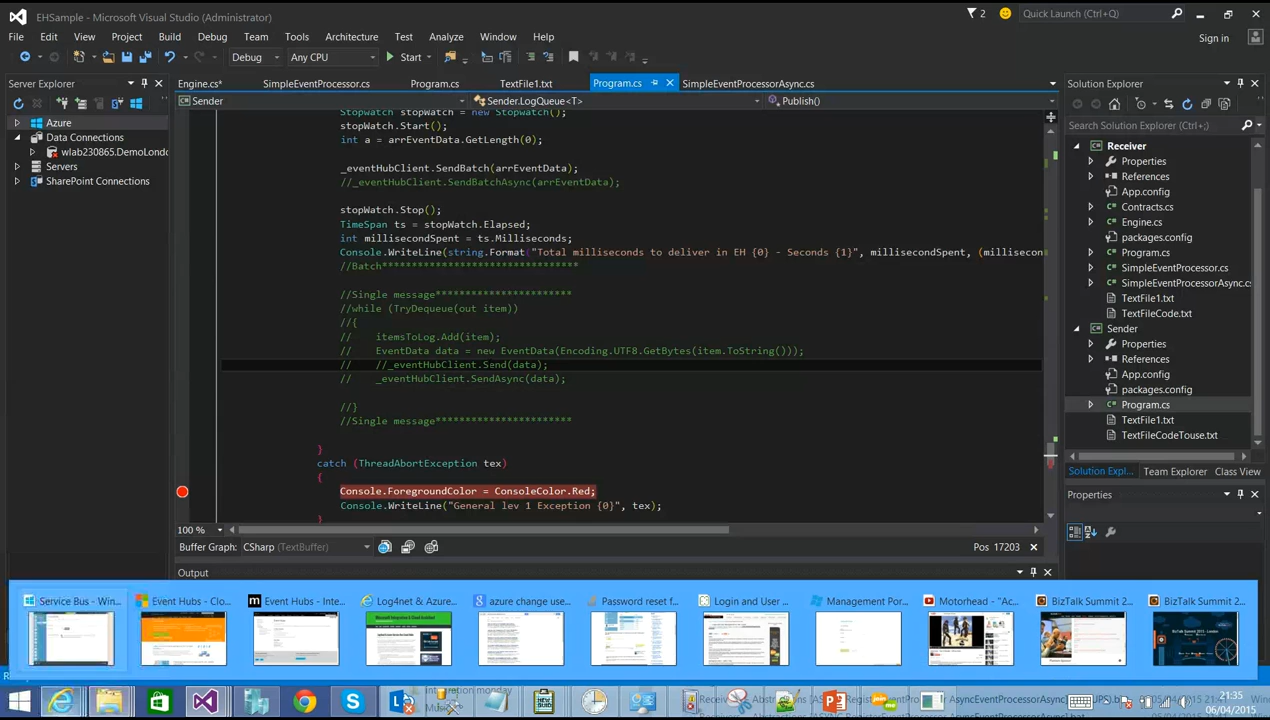 EHSample - Microsoft Visual Studio (Administrator)
2
Quick Launch (Ctrl+Q)
File Edit View Project Build Debug Team Tools Architecture Test Analyze Window Help
Sign in
Debug Any CPU Start
Server Explorer
Engine.cs* SimpleEventProcessor.cs Program.cs TextFile1.txt Program.cs SimpleEventProcessorAsync.cs
Solution Explorer
Sender Sender.LogQueue<T> Publish()
Search Solution Explorer (Ctrl+;)
Azure
Data Connections
wlab230865.DemoLondo
Servers
SharePoint Connections
Stopwatch stopWatch = new Stopwatch();
stopWatch.Start();
int a = arrEventData.GetLength(0);
_eventHubClient.SendBatch(arrEventData);
//_eventHubClient.SendBatchAsync(arrEventData);
stopWatch.Stop();
TimeSpan ts = stopWatch.Elapsed;
int millisecondSpent = ts.Milliseconds;
Console.WriteLine(string.Format("Total milliseconds to deliver in EH {0} - Seconds {1}", millisecondSpent, (millisecon
//Batch**********************************
//Single message***********************
//while (TryDequeue(out item))
//{
// itemsToLog.Add(item);
// EventData data = new EventData(Encoding.UTF8.GetBytes(item.ToString()));
// //_eventHubClient.Send(data);
// _eventHubClient.SendAsync(data);
//}
//Single message***********************
}
catch (ThreadAbortException tex)
{
Console.ForegroundColor = ConsoleColor.Red;
Console.WriteLine("General lev 1 Exception {0}", tex);
}
Receiver
Properties
References
App.config
Contracts.cs
Engine.cs
packages.config
Program.cs
SimpleEventProcessor.cs
SimpleEventProcessorAsync.cs
TextFile1.txt
TextFileCode.txt
Sender
Properties
References
App.config
packages.config
Program.cs
TextFile1.txt
TextFileCodeTouse.txt
Solution Expl... Team Explorer Class View
Properties
100 %
Buffer Graph: CSharp (TextBuffer) Pos 17203
Output
Service Bus - Win... Event Hubs - Clo... Event Hubs - Inte... Log4net & Azure... azure change use... Password reset f... Login and User ... Management Por... Motorhead - "Ac... BizTalk Summit 2... BizTalk Summit 2...
21:35
06/04/2015